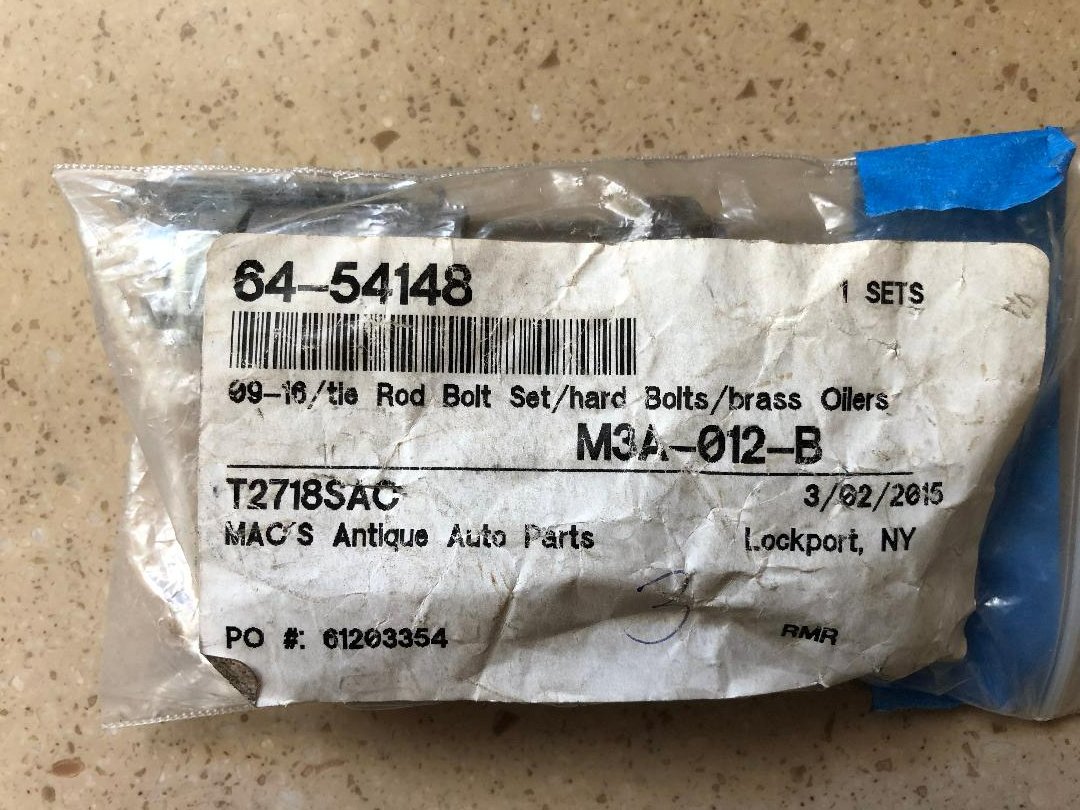 64-54148
1 SETS
09-16/tie Rod Bolt Set/hard Bolts/brass Oilers
M3A-012-B
T2718SAC
3/02/2015
MAC'S Antique Auto Parts
Lockport, NY
3
PO #: 61203354
RMR